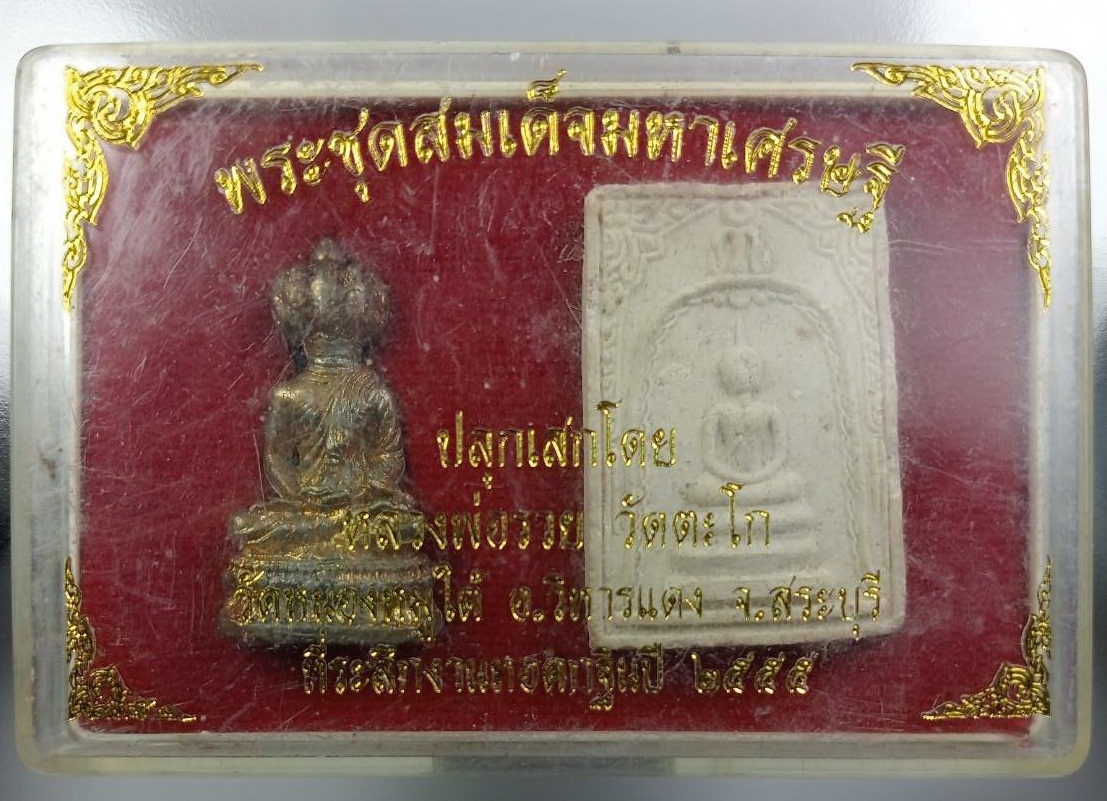 พระชุดสมเด็จมหาเศรษฐี
ปลุกเสกโดย
หลวงพ่อรวย วัดตะโก
วัดหนองหมูใต้ อ.วิหารแดง จ.สระบุรี
ที่ระลึกงานทอดกฐินปี ๒๕๕๕